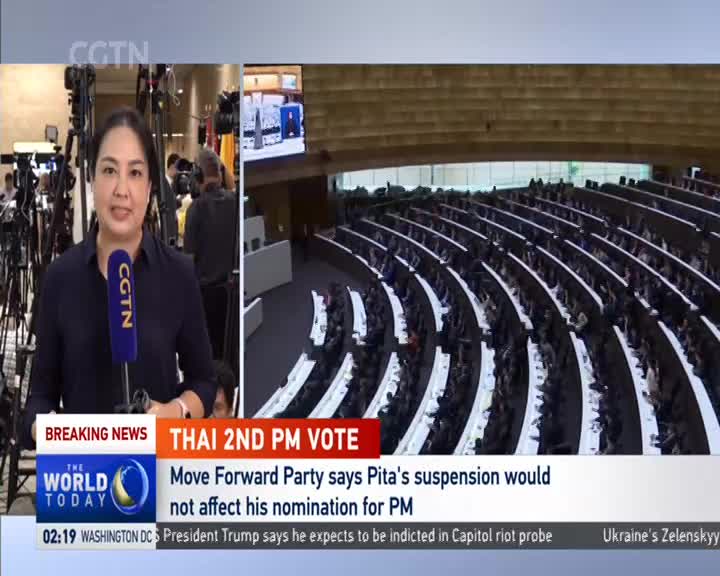 CGTN
CGTN
BREAKING NEWS
THAI 2ND PM VOTE
THE
WORLD
TODAY
Move Forward Party says Pita's suspension would
not affect his nomination for PM
02:19 WASHINGTON DC
S President Trump says he expects to be indicted in Capitol riot probe
Ukraine's Zelenskyy